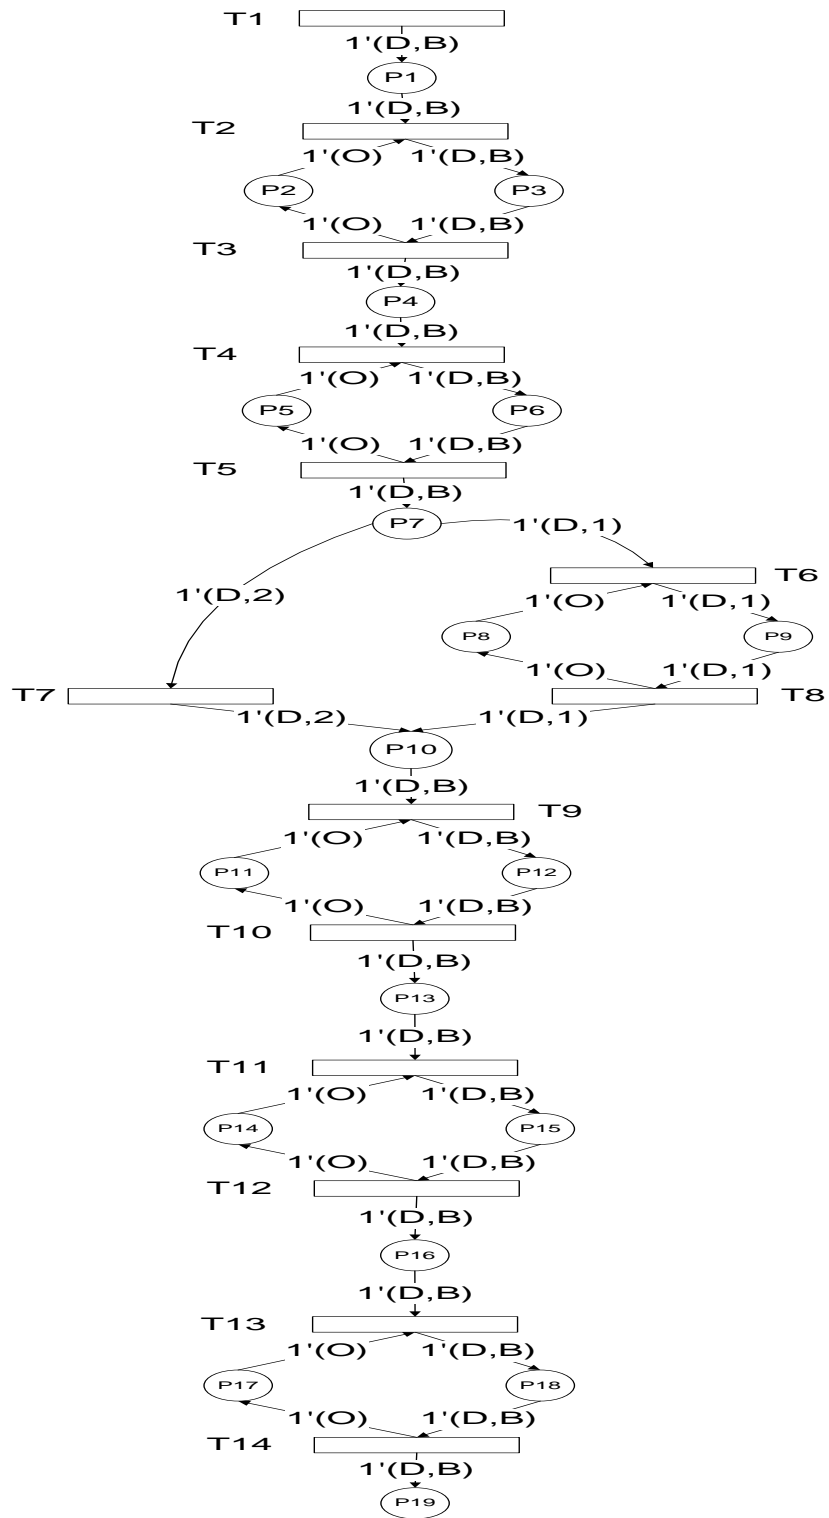 T1
1'(D,B)
P1
1'(D,B)
T2
1'(O) 1'(D,B)
P2 P3
1'(O) 1'(D,B)
T3
1'(D,B)
P4
1'(D,B)
T4
1'(O) 1'(D,B)
P5 P6
1'(O) 1'(D,B)
T5
1'(D,B)
P7 1'(D,1)
T6
1'(D,2) 1'(O) 1'(D,1)
P8 P9
1'(O) 1'(D,1)
T7 T8
1'(D,2) 1'(D,1)
P10
1'(D,B)
T9
1'(O) 1'(D,B)
P11 P12
1'(O) 1'(D,B)
T10
1'(D,B)
P13
1'(D,B)
T11
1'(O) 1'(D,B)
P14 P15
1'(O) 1'(D,B)
T12
1'(D,B)
P16
1'(D,B)
T13
1'(O) 1'(D,B)
P17 P18
1'(O) 1'(D,B)
T14
1'(D,B)
P19